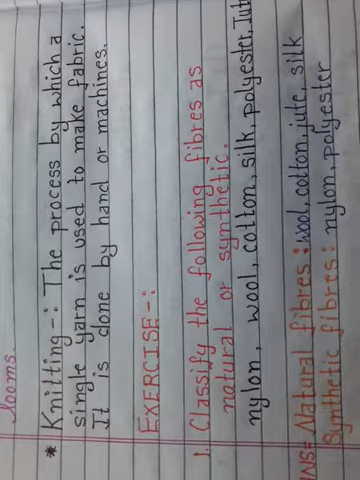 looms.
* Knitting-: The process by which a
single yarn is used to make fabric.
It is done by hand or machines.
EXERCISE-:
1. Classify the following fibres as
natural or synthetic.
nylon, wool, cotton, silk, polyester, Jut
ANS= Natural fibres: wool, cotton, jute, silk
Synthetic fibres: nylon, polyester